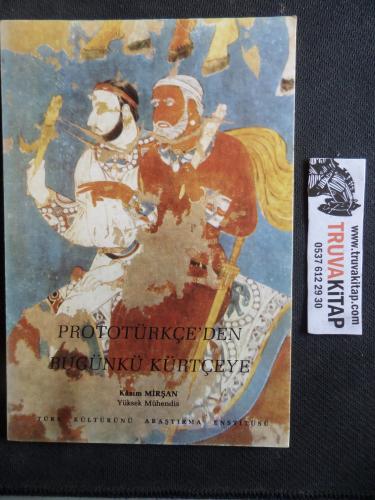 PROTOTÜRKÇE'DEN
BUGÜNKÜ KÜRTÇEYE
Kâzım MİRŞAN
Yüksek Mühendis
TÜRK KÜLTÜRÜNÜ ARAŞTIRMA ENSTİTÜSÜ
TRUVAKİTAP
www.truvakitap.com
0537 612 29 30